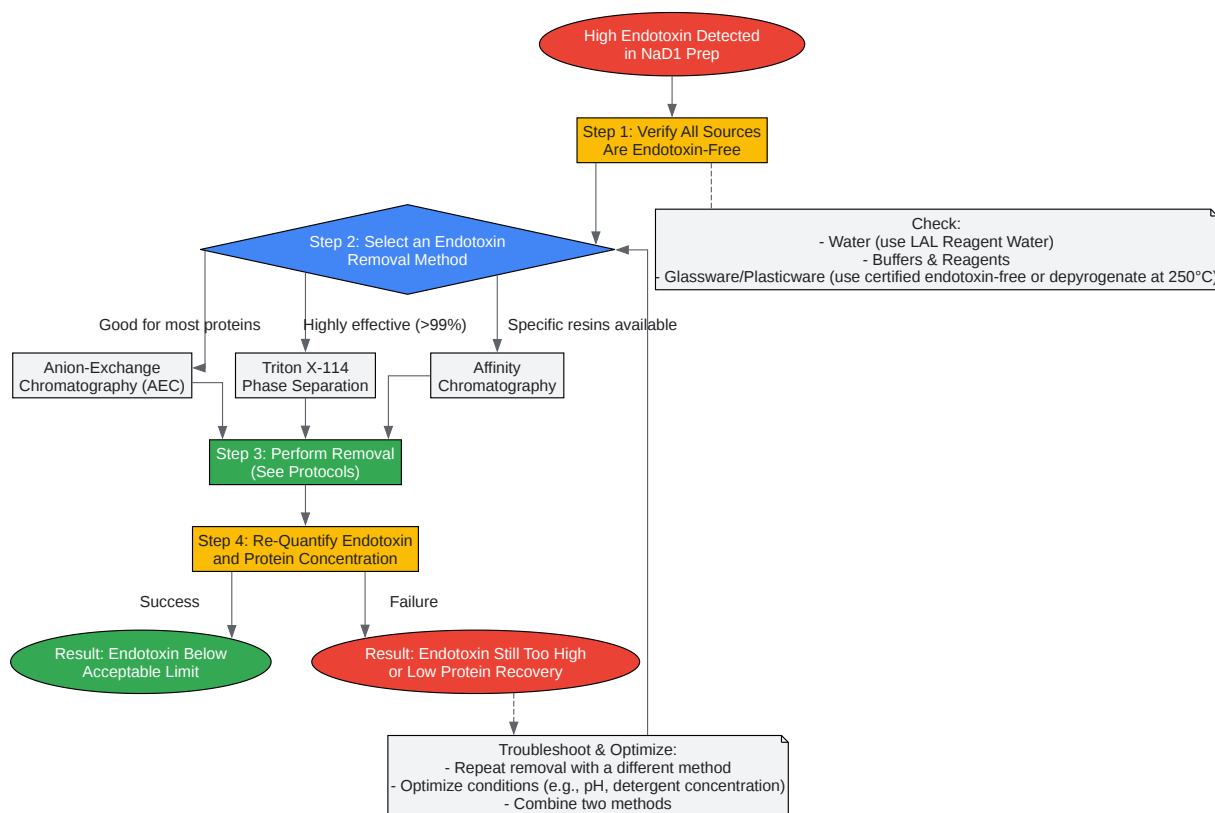 High Endotoxin Detected
in NaD1 Prep
Step 1: Verify All Sources
Are Endotoxin-Free
Check:
- Water (use LAL Reagent Water)
- Buffers & Reagents
- Glassware/Plasticware (use certified endotoxin-free or depyrogenate at 250°C)
Step 2: Select an Endotoxin
Removal Method
Good for most proteins
Highly effective (>99%)
Specific resins available
Anion-Exchange
Chromatography (AEC)
Triton X-114
Phase Separation
Affinity
Chromatography
Step 3: Perform Removal
(See Protocols)
Step 4: Re-Quantify Endotoxin
and Protein Concentration
Success
Failure
Result: Endotoxin Below
Acceptable Limit
Result: Endotoxin Still Too High
or Low Protein Recovery
Troubleshoot & Optimize:
- Repeat removal with a different method
- Optimize conditions (e.g., pH, detergent concentration)
- Combine two methods